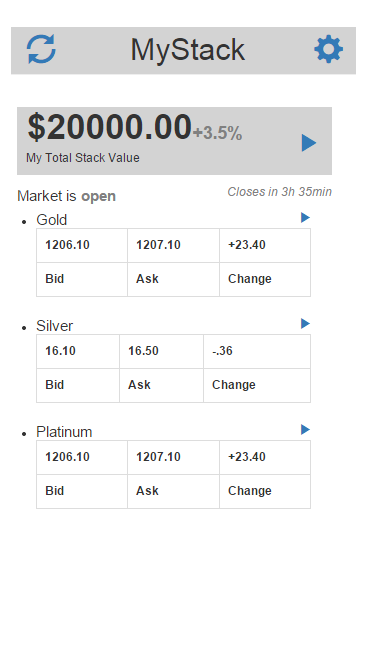 MyStack
$20000.00+3.5%
My Total Stack Value
Market is open Closes in 3h 35min
Gold
1206.10 1207.10 +23.40
Bid Ask Change
Silver
16.10 16.50 -.36
Bid Ask Change
Platinum
1206.10 1207.10 +23.40
Bid Ask Change